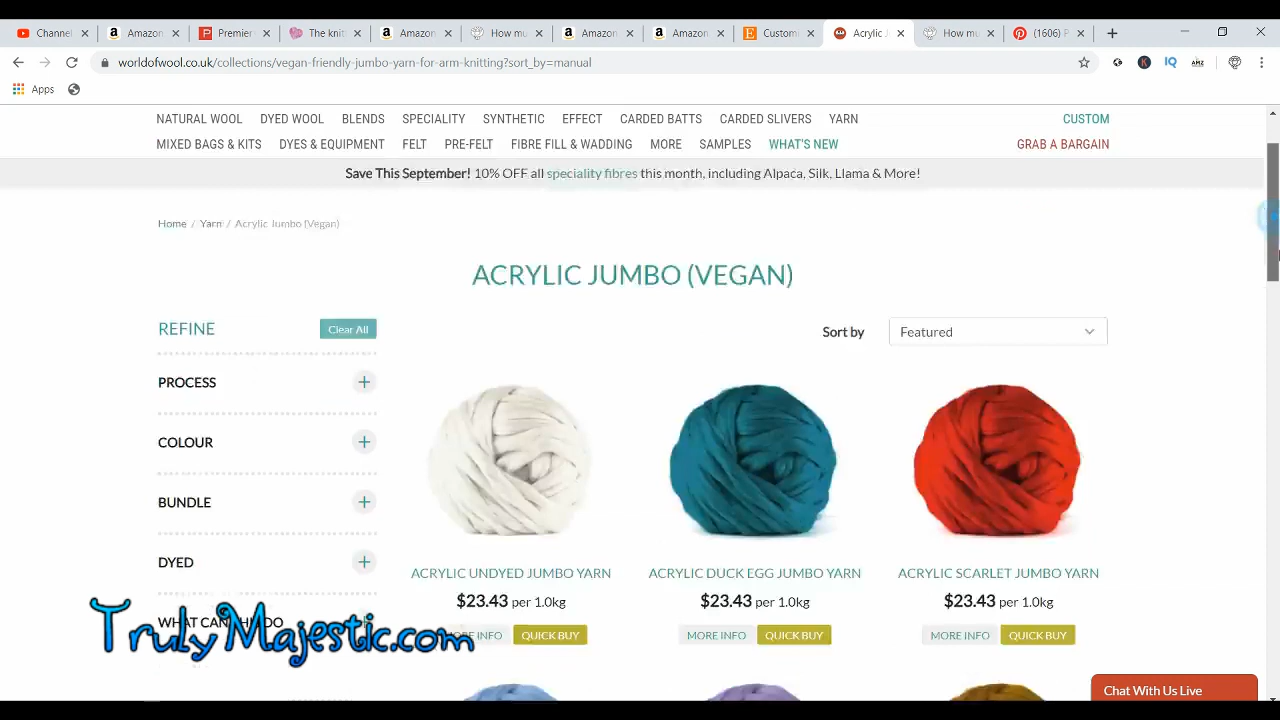 Channel
Amazon
Premier
The knit
Amazon
How mu
Amazon
Amazon
Custom
Acrylic J
How mu
(1606) P
worldofwool.co.uk/collections/vegan-friendly-jumbo-yarn-for-arm-knitting?sort_by=manual
Apps
NATURAL WOOL DYED WOOL BLENDS SPECIALITY SYNTHETIC EFFECT CARDED BATTS CARDED SLIVERS YARN CUSTOM
MIXED BAGS & KITS DYES & EQUIPMENT FELT PRE-FELT FIBRE FILL & WADDING MORE SAMPLES WHAT'S NEW GRAB A BARGAIN
Save This September! 10% OFF all speciality fibres this month, including Alpaca, Silk, Llama & More!
Home / Yarn / Acrylic Jumbo (Vegan)
ACRYLIC JUMBO (VEGAN)
REFINE Clear All
Sort by Featured
PROCESS
COLOUR
BUNDLE
DYED
ACRYLIC UNDYED JUMBO YARN ACRYLIC DUCK EGG JUMBO YARN ACRYLIC SCARLET JUMBO YARN
$23.43 per 1.0kg $23.43 per 1.0kg $23.43 per 1.0kg
WHAT CAN DO
TrulyMajestic.com
INFO QUICK BUY MORE INFO QUICK BUY MORE INFO QUICK BUY
Chat With Us Live